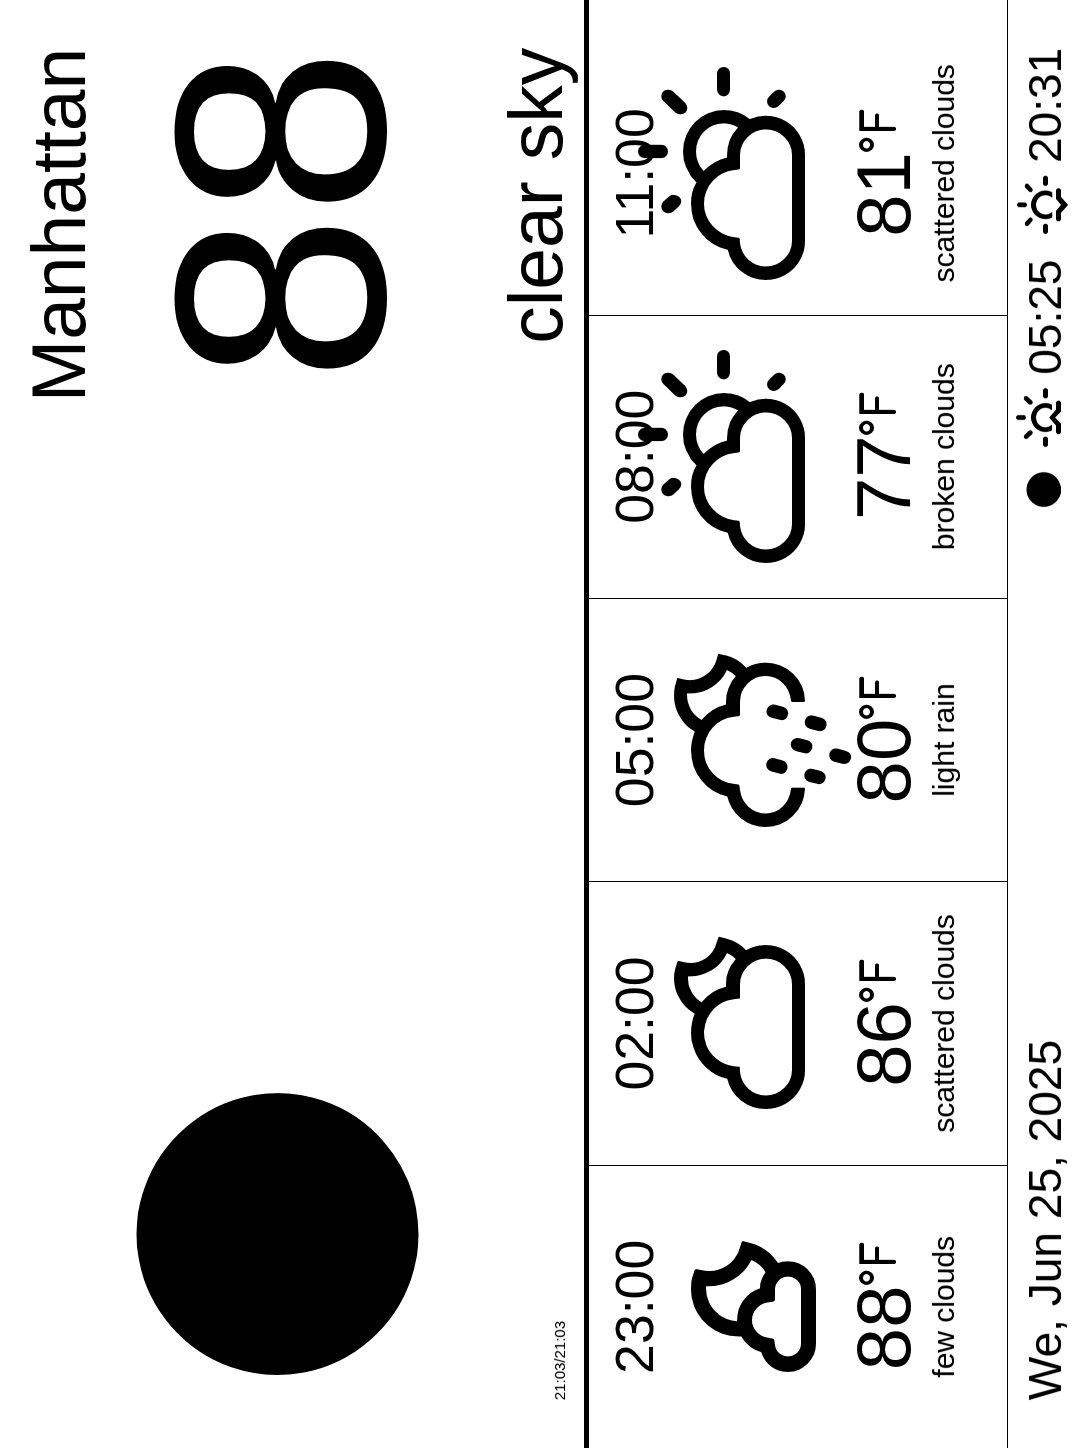 Manhattan
88
clear sky
21:03/21:03
23:00
88°F
few clouds
02:00
86°F
scattered clouds
05:00
80°F
light rain
08:00
77°F
broken clouds
11:00
81°F
scattered clouds
We, Jun 25, 2025
05:25
20:31